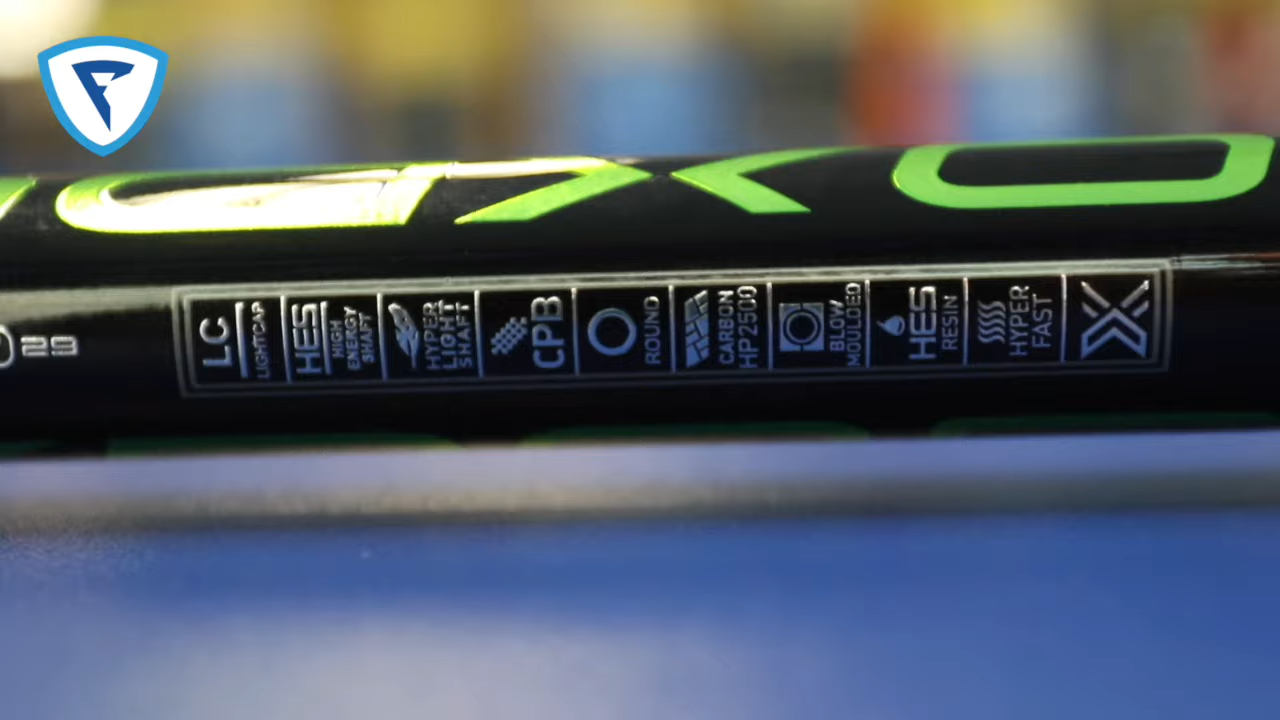 F
OXO
LC
LIGHTCAP
HES
HIGH
ENERGY
SHAFT
HYPER
LIGHT
SHAFT
CPB
ROUND
CARBON
HP2500
BLOW
MOULDED
HES
RESIN
HYPER
FAST
X